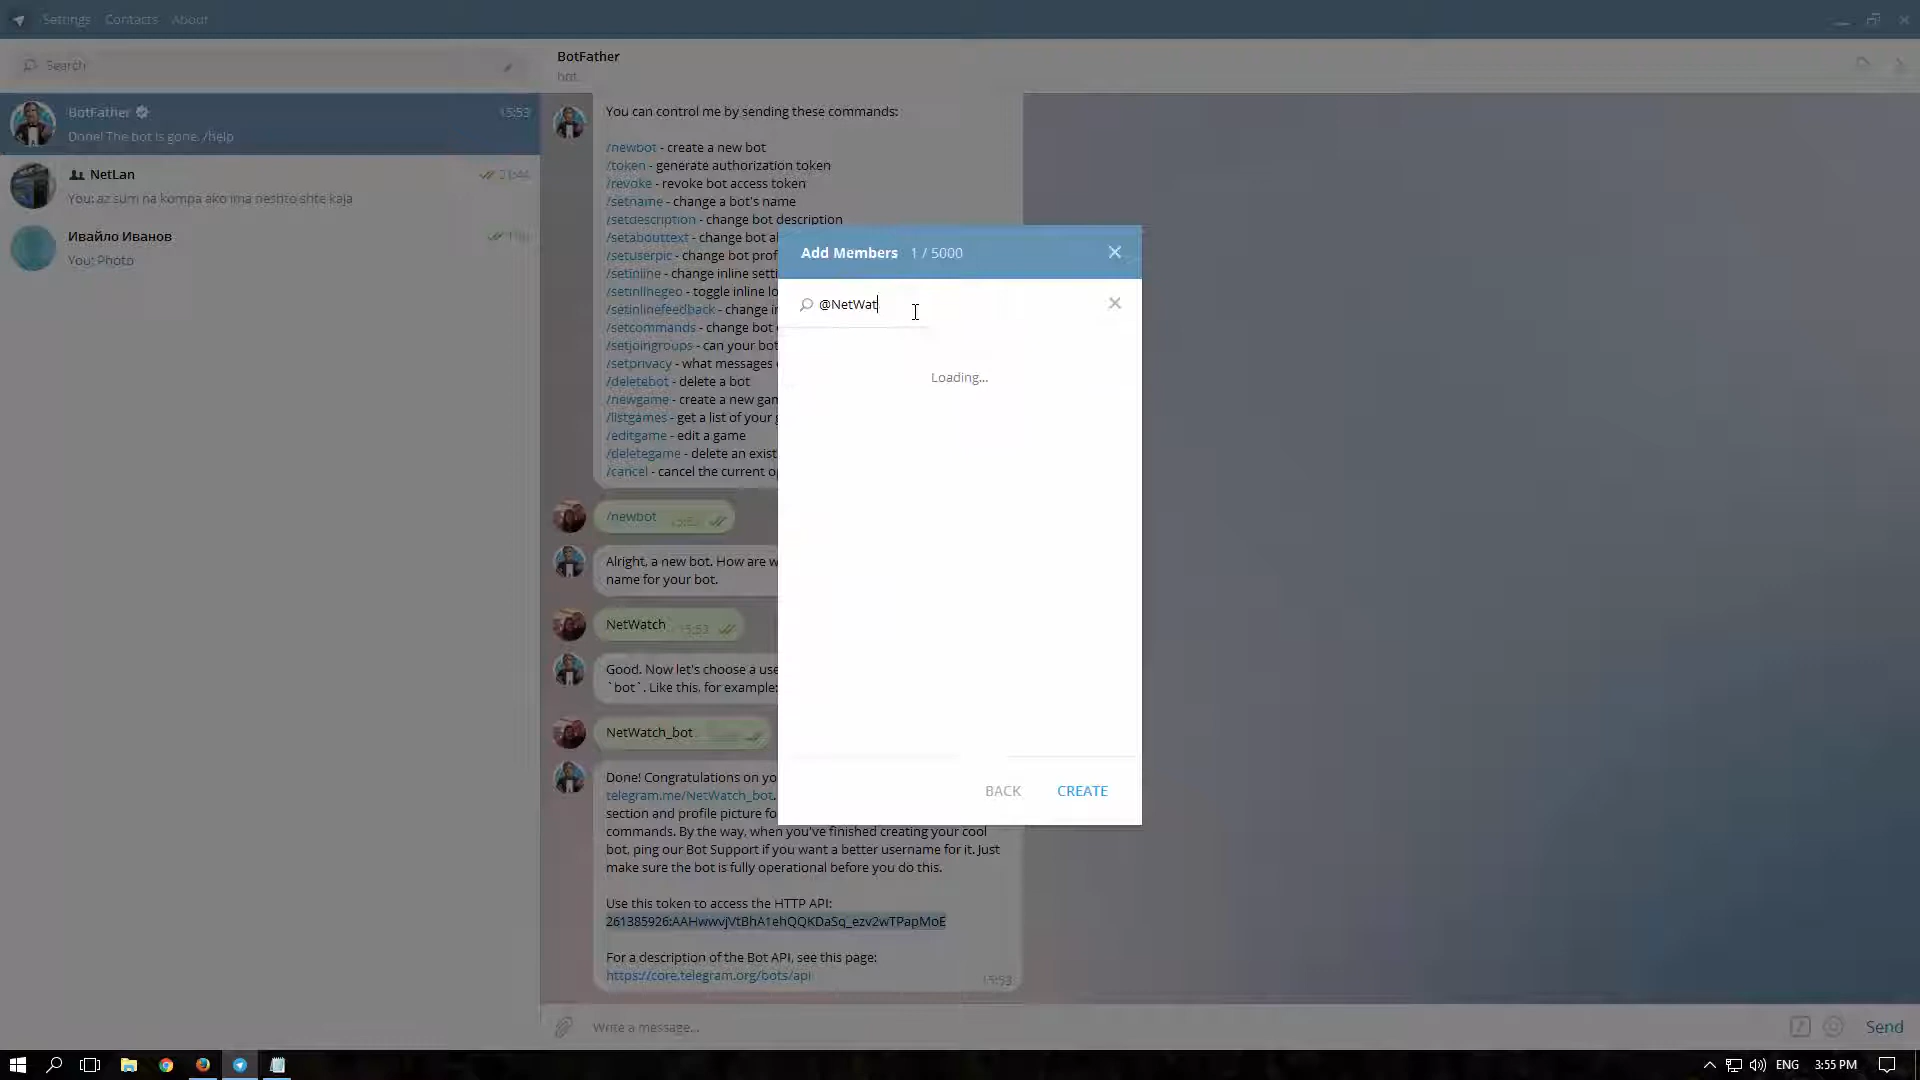 Settings Contacts About
Search
BotFather
bot
BotFather 15:53
Done! The bot is gone. /help
NetLan 21:44
You: az sum na kompa ako ima neshto shte kaja
Ивайло Иванов
You: Photo
You can control me by sending these commands:
/newbot - create a new bot
/token - generate authorization token
/revoke - revoke bot access token
/setname - change a bot's name
/setdescription - change bot description
/setabouttext - change bot a
/setuserpic - change bot prof
/setinline - change inline setti
/setinlinegeo - toggle inline lo
/setinlinefeedback - change i
/setcommands - change bot
/setjoingroups - can your bot
/setprivacy - what messages
/deletebot - delete a bot
/newgame - create a new gam
/listgames - get a list of your
/editgame - edit a game
/deletegame - delete an exist
/cancel - cancel the current o
/newbot
Alright, a new bot. How are w
name for your bot.
NetWatch 15:53
Good. Now let's choose a use
`bot`. Like this, for example:
NetWatch_bot
Done! Congratulations on yo
telegram.me/NetWatch_bot.
section and profile picture fo
commands. By the way, when you've finished creating your cool
bot, ping our Bot Support if you want a better username for it. Just
make sure the bot is fully operational before you do this.
Use this token to access the HTTP API:
261385926:AAHwwvjVtBhA1ehQQKDaSq_ezv2wTPapMoE
For a description of the Bot API, see this page:
https://core.telegram.org/bots/api 15:53
Add Members 1 / 5000
@NetWat
Loading...
BACK CREATE
Write a message...
Send
ENG 3:55 PM